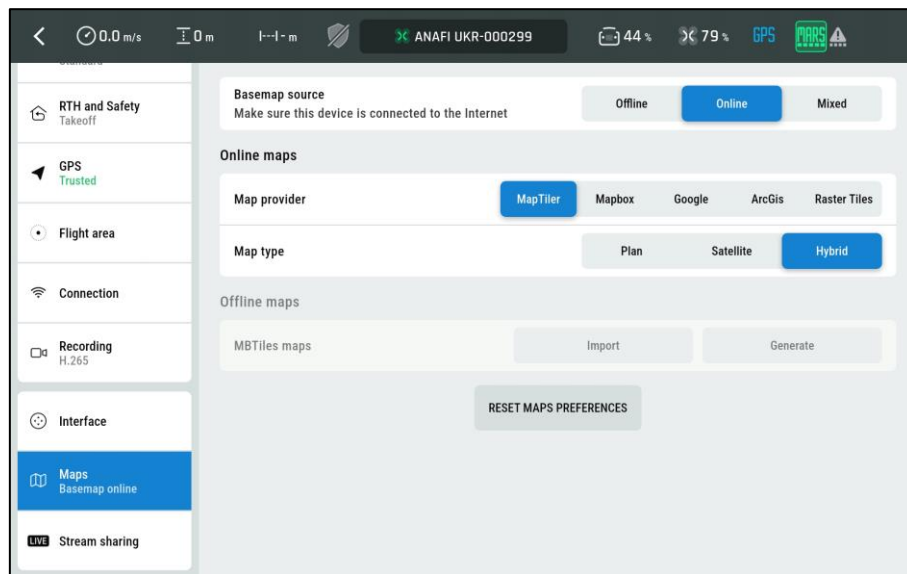 0.0 m/s
0 m
- m
ANAFI UKR-000299
44 %
79 %
GPS
MARS
RTH and Safety
Takeoff
GPS
Trusted
Flight area
Connection
Recording
H.265
Interface
Maps
Basemap online
LIVE Stream sharing
Basemap source
Make sure this device is connected to the Internet
Offline Online Mixed
Online maps
Map provider
MapTiler Mapbox Google ArcGis Raster Tiles
Map type
Plan Satellite Hybrid
Offline maps
MBTiles maps
Import Generate
RESET MAPS PREFERENCES